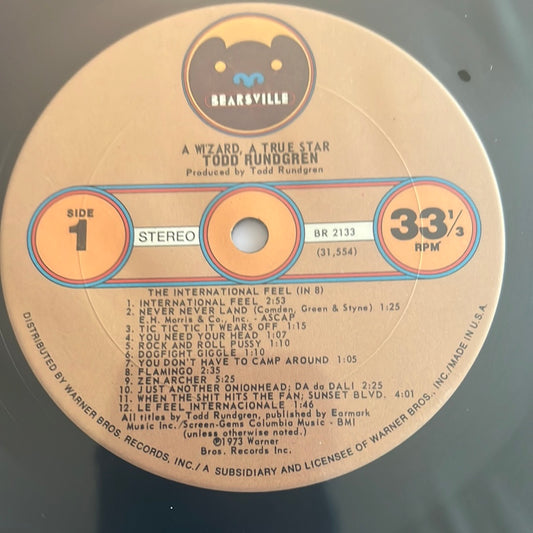 BEARSVILLE
A WIZARD, A TRUE STAR
TODD RUNDGREN
Produced by Todd Rundgren
SIDE
1
STEREO
BR 2133
(31,554)
33 1/3
RPM
THE INTERNATIONAL FEEL (IN 8)
1. INTERNATIONAL FEEL 2:53
2. NEVER NEVER LAND (Comden, Green & Styne) 1:25
E.H. Morris & Co., Inc. - ASCAP
3. TIC TIC TIC IT WEARS OFF 1:15
4. YOU NEED YOUR HEAD 1:07
5. ROCK AND ROLL PUSSY 1:10
6. DOGFIGHT GIGGLE 1:10
7. YOU DON'T HAVE TO CAMP AROUND 1:05
8. FLAMINGO 2:35
9. ZEN ARCHER 5:25
10. JUST ANOTHER ONIONHEAD; DA do DALI 2:25
11. WHEN THE SHIT HITS THE FAN; SUNSET BLVD. 4:01
12. LE FEEL INTERNACIONALE 1:46
All titles by Todd Rundgren, published by Earmark
Music Inc./Screen-Gems Columbia Music - BMI
(unless otherwise noted.)
℗1973 Warner
Bros. Records Inc.
DISTRIBUTED BY WARNER BROS. RECORDS, INC./A SUBSIDIARY AND LICENSEE OF WARNER BROS., INC./MADE IN U.S.A.